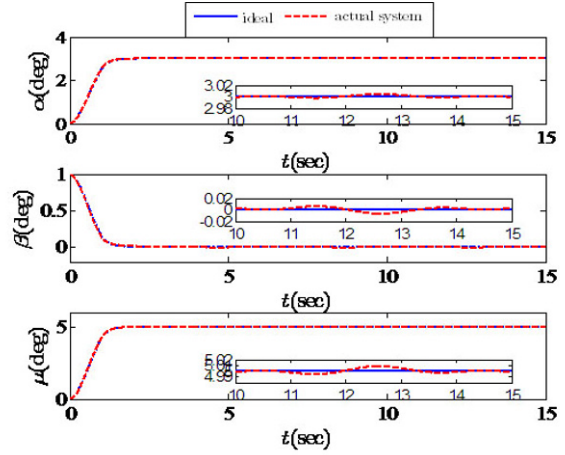 ideal actual system
4
2
0
α(deg)
3.02
3
2.98
10 11 12 13 14 15
0 5 10 15
t(sec)
1
0.5
0
β(deg)
0.02
0
-0.02
10 11 12 13 14 15
0 5 10 15
t(sec)
5
0
μ(deg)
5.02
5.01
4.99
10 11 12 13 14 15
0 5 10 15
t(sec)